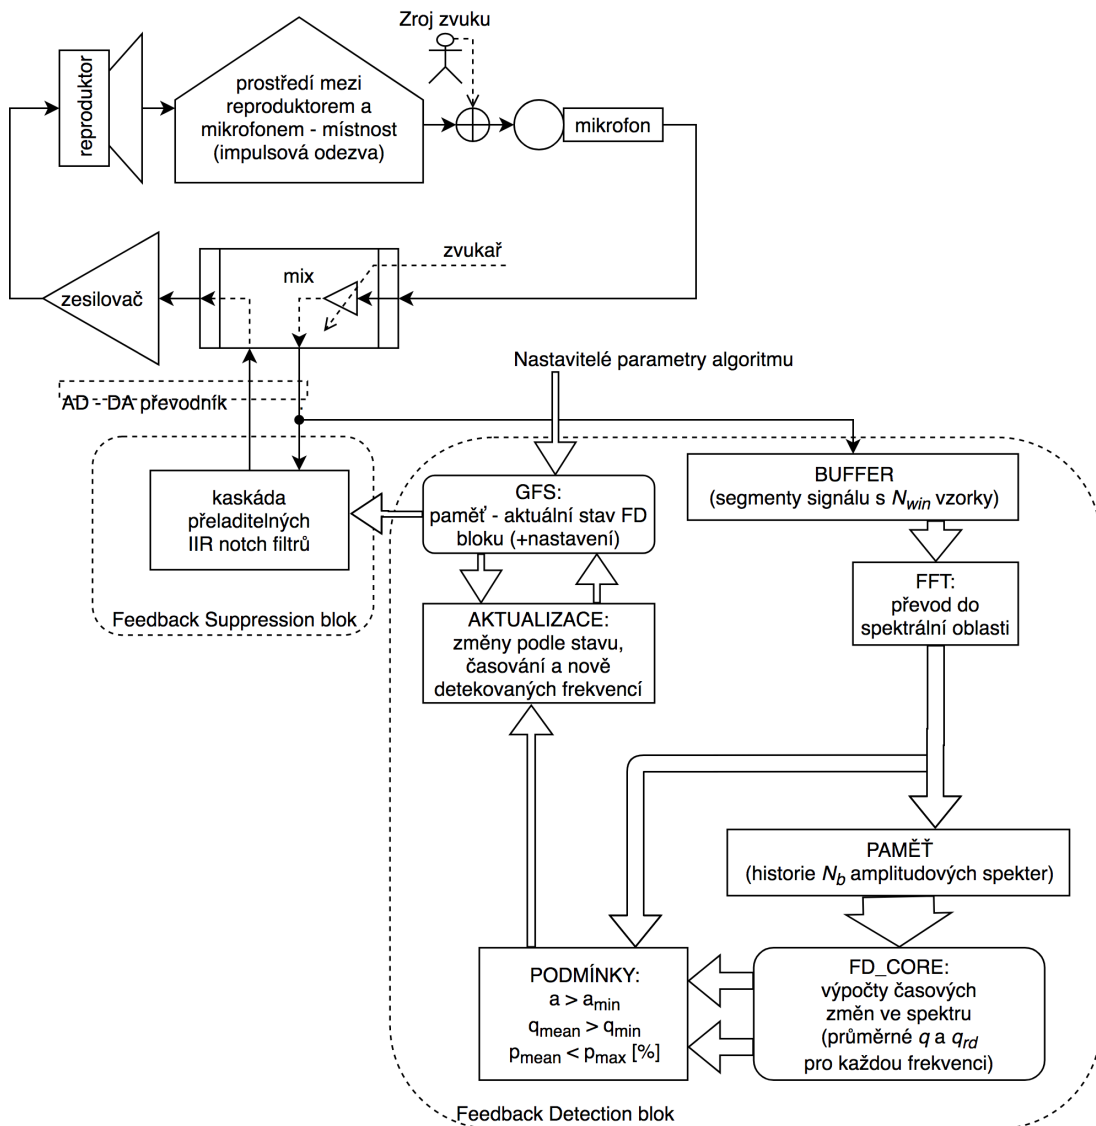 Zroj zvuku
reproduktor
prostředí mezi
reproduktorem a
mikrofonem - místnost
(impulsová odezva)
mikrofon
zvukař
mix
zesilovač
Nastavitelé parametry algoritmu
AD - DA převodník
BUFFER
(segmenty signálu s N_win vzorky)
GFS:
paměť - aktuální stav FD
bloku (+nastavení)
kaskáda
přeladitelných
IIR notch filtrů
FFT:
převod do
spektrální oblasti
Feedback Suppression blok
AKTUALIZACE:
změny podle stavu,
časování a nově
detekovaných frekvencí
PAMĚŤ
(historie N_b amplitudových spekter)
PODMÍNKY:
a > a_min
q_mean > q_min
p_mean < p_max [%]
FD_CORE:
výpočty časových
změn ve spektru
(průměrné q a q_rd
pro každou frekvenci)
Feedback Detection blok